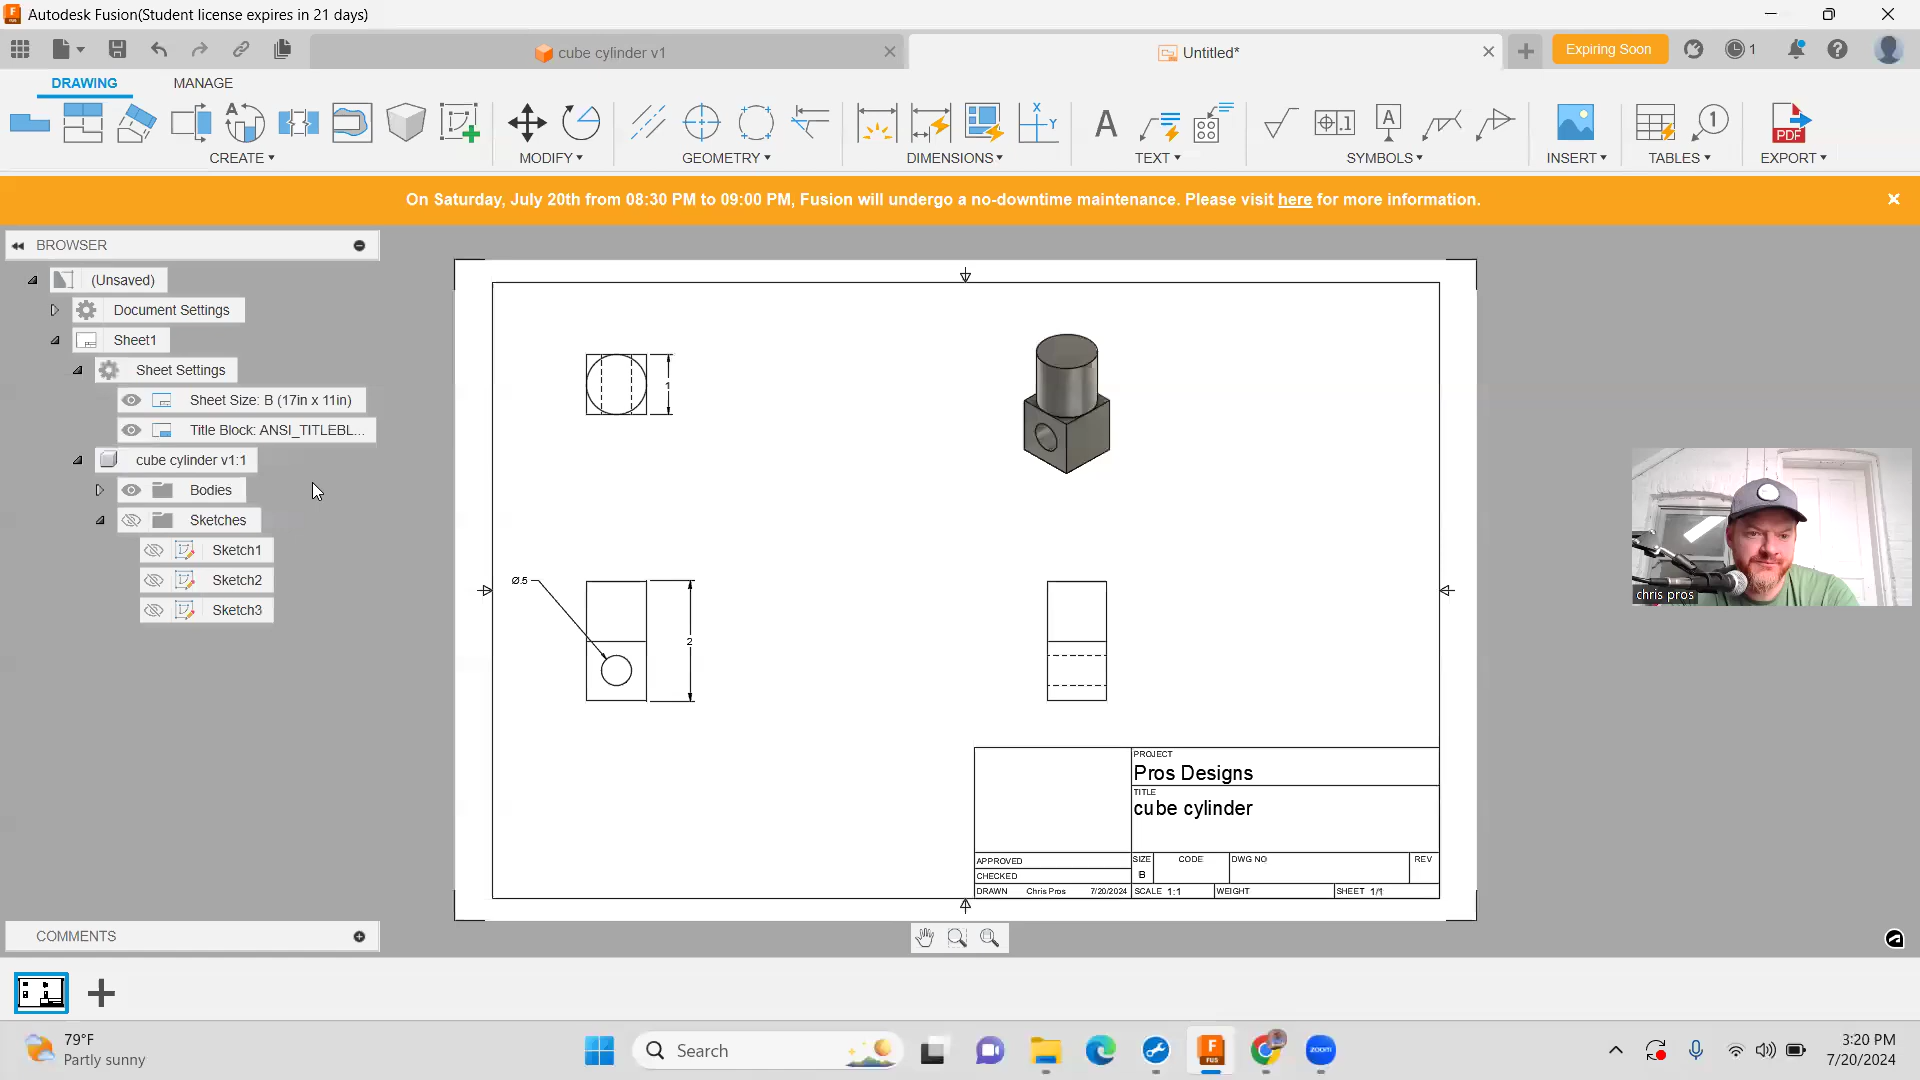 Autodesk Fusion(Student license expires in 21 days)
cube cylinder v1
Untitled*
Expiring Soon
1
DRAWING
MANAGE
CREATE
MODIFY
GEOMETRY
DIMENSIONS
TEXT
SYMBOLS
INSERT
TABLES
EXPORT
On Saturday, July 20th from 08:30 PM to 09:00 PM, Fusion will undergo a no-downtime maintenance. Please visit here for more information.
BROWSER
(Unsaved)
Document Settings
Sheet1
Sheet Settings
Sheet Size: B (17in x 11in)
Title Block: ANSI_TITLEBL...
cube cylinder v1:1
Bodies
Sketches
Sketch1
Sketch2
Sketch3
1
Ø.5
2
PROJECT
Pros Designs
TITLE
cube cylinder
APPROVED
CHECKED
DRAWN Chris Pros 7/20/2024
SIZE
B
CODE
DWG NO
REV
SCALE 1:1
WEIGHT
SHEET 1/1
chris pros
COMMENTS
79°F
Partly sunny
Search
F
FUS
zoom
3:20 PM
7/20/2024
A
X
Y
A
.1
A
1
PDF